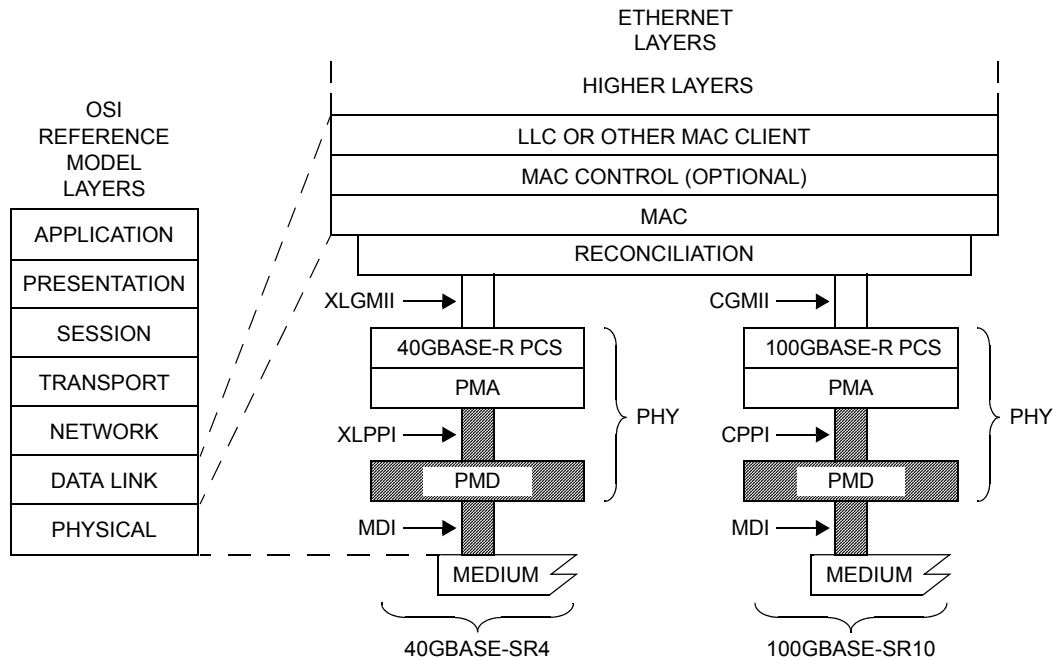 ETHERNET
LAYERS
HIGHER LAYERS
LLC OR OTHER MAC CLIENT
MAC CONTROL (OPTIONAL)
MAC
RECONCILIATION
OSI
REFERENCE
MODEL
LAYERS
APPLICATION
PRESENTATION
SESSION
TRANSPORT
NETWORK
DATA LINK
PHYSICAL
XLGMII
40GBASE-R PCS
PMA
XLPPI
PMD
MDI
MEDIUM
PHY
40GBASE-SR4
CGMII
100GBASE-R PCS
PMA
CPPI
PMD
MDI
MEDIUM
PHY
100GBASE-SR10